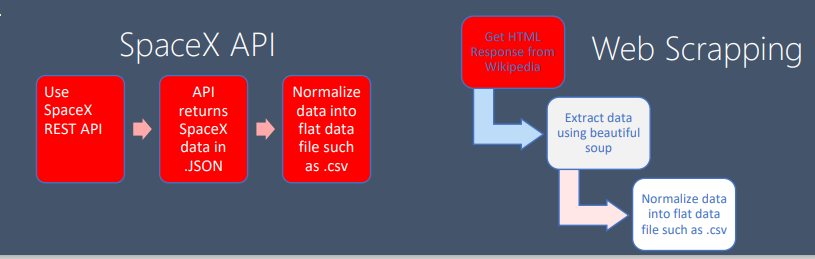 SpaceX API
Use
SpaceX
REST API
API
returns
SpaceX
data in
.JSON
Normalize
data into
flat data
file such
as .csv
Web Scrapping
Get HTML
Response from
Wikipedia
Extract data
using beautiful
soup
Normalize data
into flat data
file such as .csv